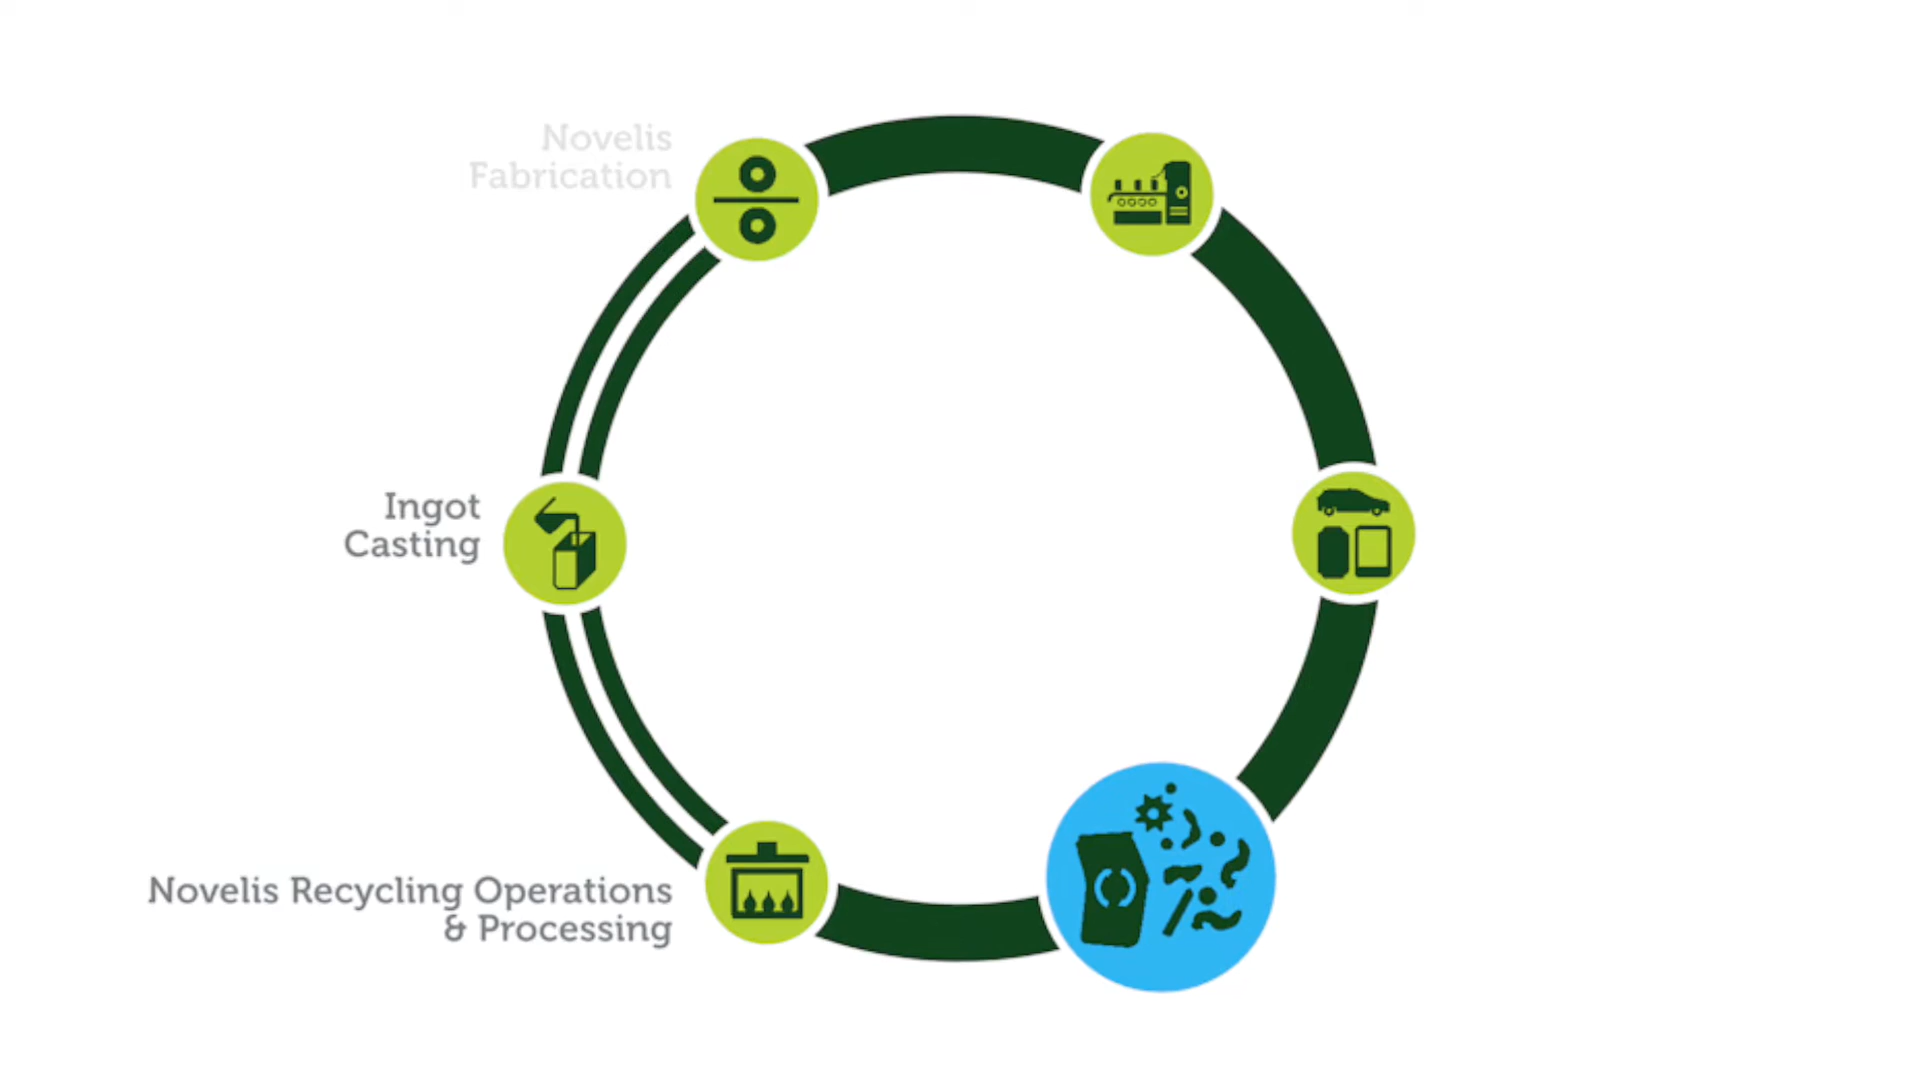 Novelis
Fabrication
Ingot
Casting
Novelis Recycling Operations
& Processing